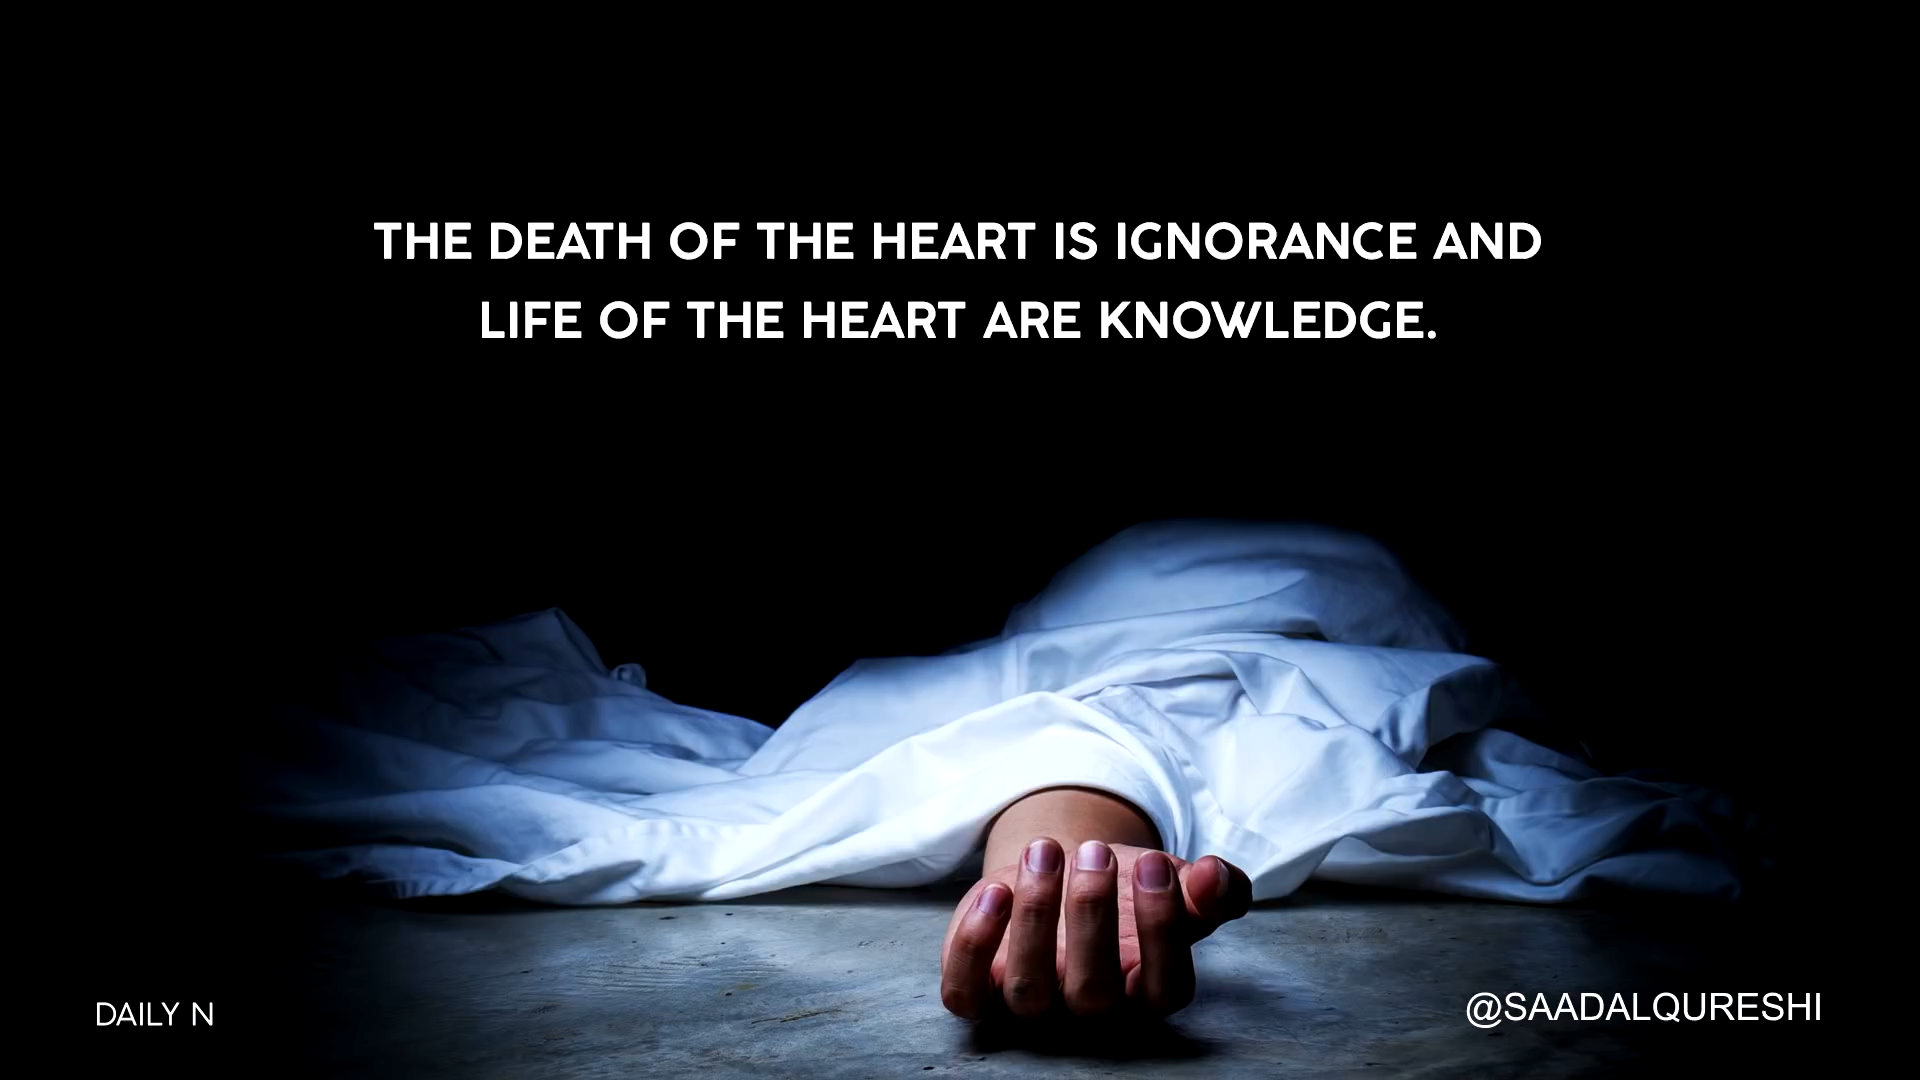 THE DEATH OF THE HEART IS IGNORANCE AND
LIFE OF THE HEART ARE KNOWLEDGE.
DAILY N
@SAADALQURESHI